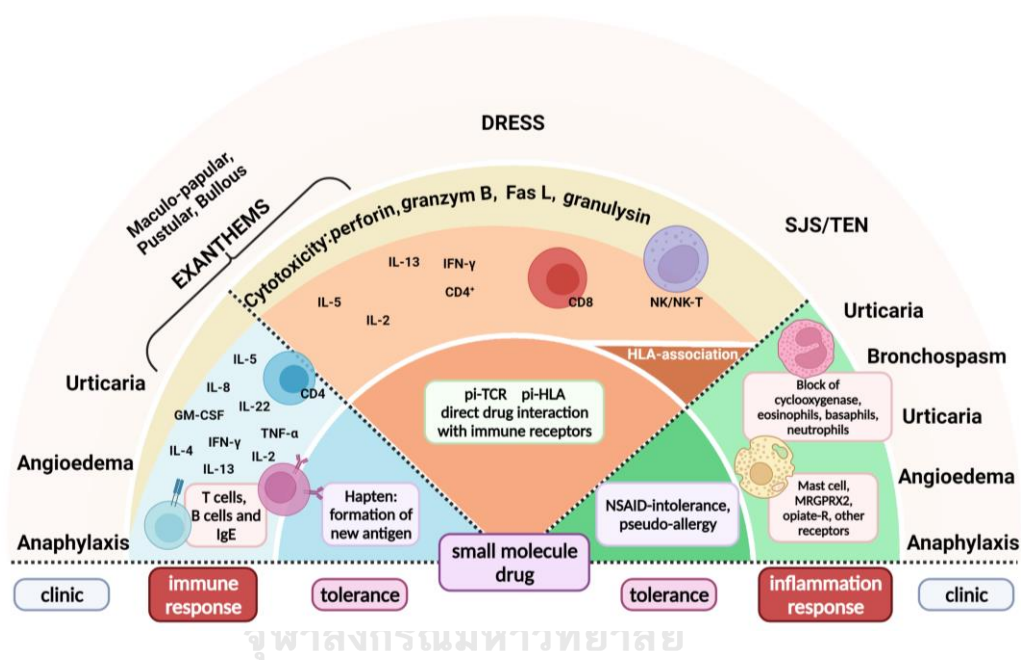 DRESS
Maculo-papular,
Pustular, Bullous
EXANTHEMS
Cytotoxicity:perforin,granzym B, Fas L, granulysin
SJS/TEN
IL-13
IFN-γ
CD4⁺
IL-5
IL-2
CD8
NK/NK-T
HLA-association
Urticaria
Bronchospasm
Urticaria
Angioedema
Anaphylaxis
Urticaria
Angioedema
Anaphylaxis
IL-5
CD4
IL-8
IL-22
GM-CSF
TNF-α
IFN-γ
IL-4
IL-2
IL-13
T cells,
B cells and
IgE
Hapten:
formation of
new antigen
pi-TCR pi-HLA
direct drug interaction
with immune receptors
NSAID-intolerance,
pseudo-allergy
Block of
cyclooxygenase,
eosinophils, basaphils,
neutrophils
Mast cell,
MRGPRX2,
opiate-R, other
receptors
small molecule
drug
clinic
immune
response
tolerance
tolerance
inflammation
response
clinic
จุฬาลงกรณ์มหาวิทยาลัย